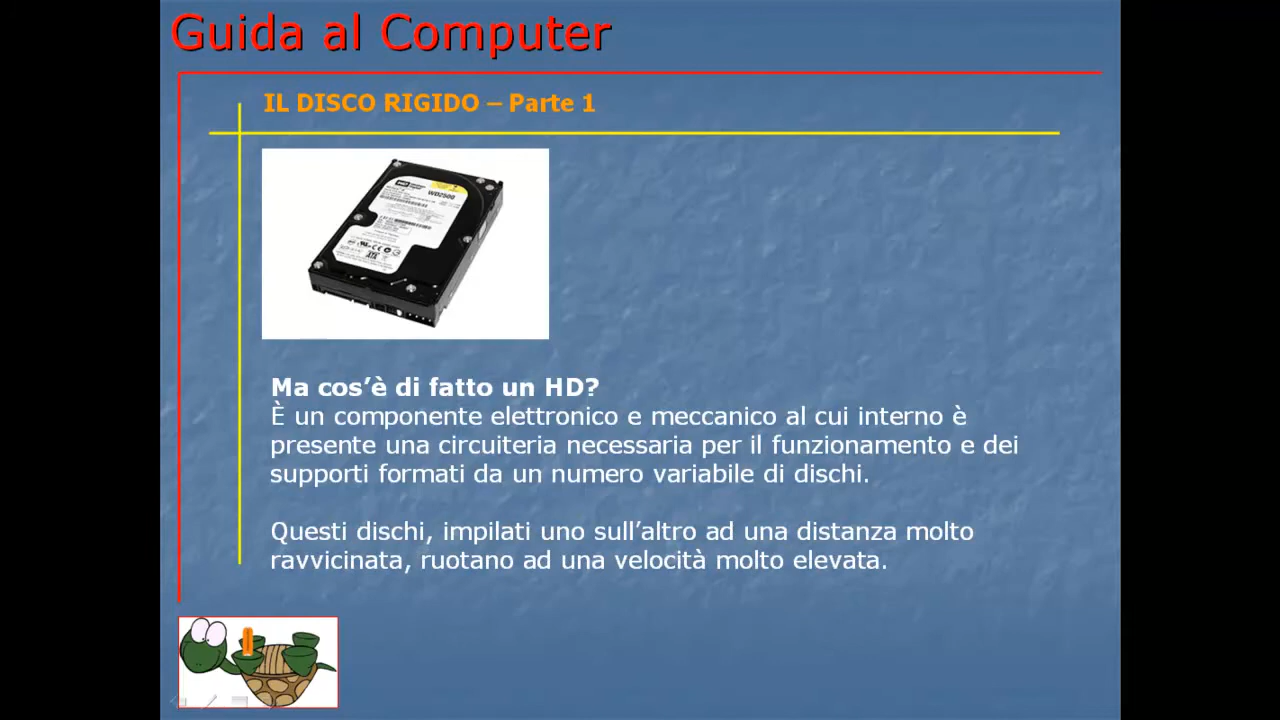 Guida al Computer
IL DISCO RIGIDO – Parte 1
WD2500
Ma cos’è di fatto un HD?
È un componente elettronico e meccanico al cui interno è
presente una circuiteria necessaria per il funzionamento e dei
supporti formati da un numero variabile di dischi.
Questi dischi, impilati uno sull’altro ad una distanza molto
ravvicinata, ruotano ad una velocità molto elevata.